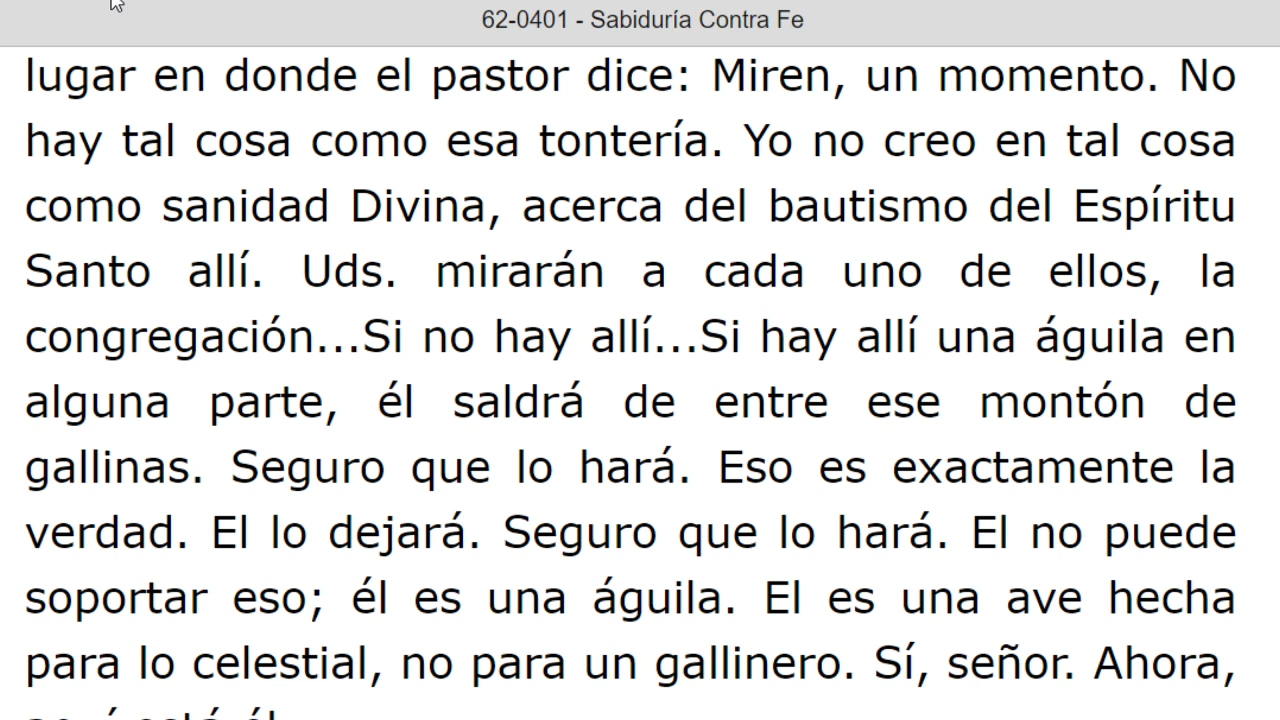 62-0401 - Sabiduría Contra Fe
lugar en donde el pastor dice: Miren, un momento. No
hay tal cosa como esa tontería. Yo no creo en tal cosa
como sanidad Divina, acerca del bautismo del Espíritu
Santo allí. Uds. mirarán a cada uno de ellos, la
congregación...Si no hay allí...Si hay allí una águila en
alguna parte, él saldrá de entre ese montón de
gallinas. Seguro que lo hará. Eso es exactamente la
verdad. El lo dejará. Seguro que lo hará. El no puede
soportar eso; él es una águila. El es una ave hecha
para lo celestial, no para un gallinero. Sí, señor. Ahora,